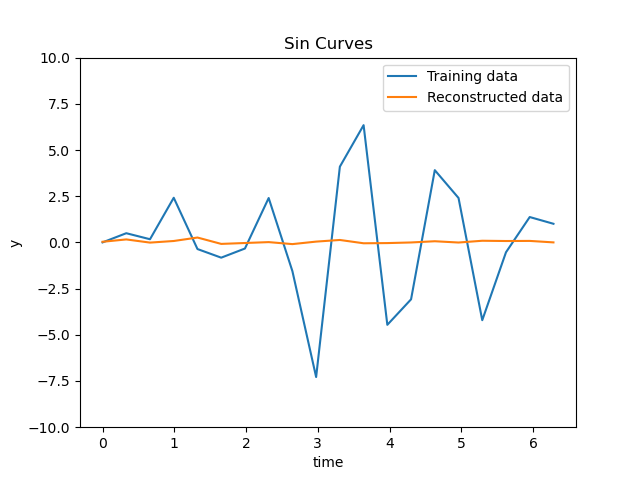 Sin Curves
Training data
Reconstructed data
10.0
7.5
5.0
2.5
0.0
−2.5
−5.0
−7.5
−10.0
y
0 1 2 3 4 5 6
time